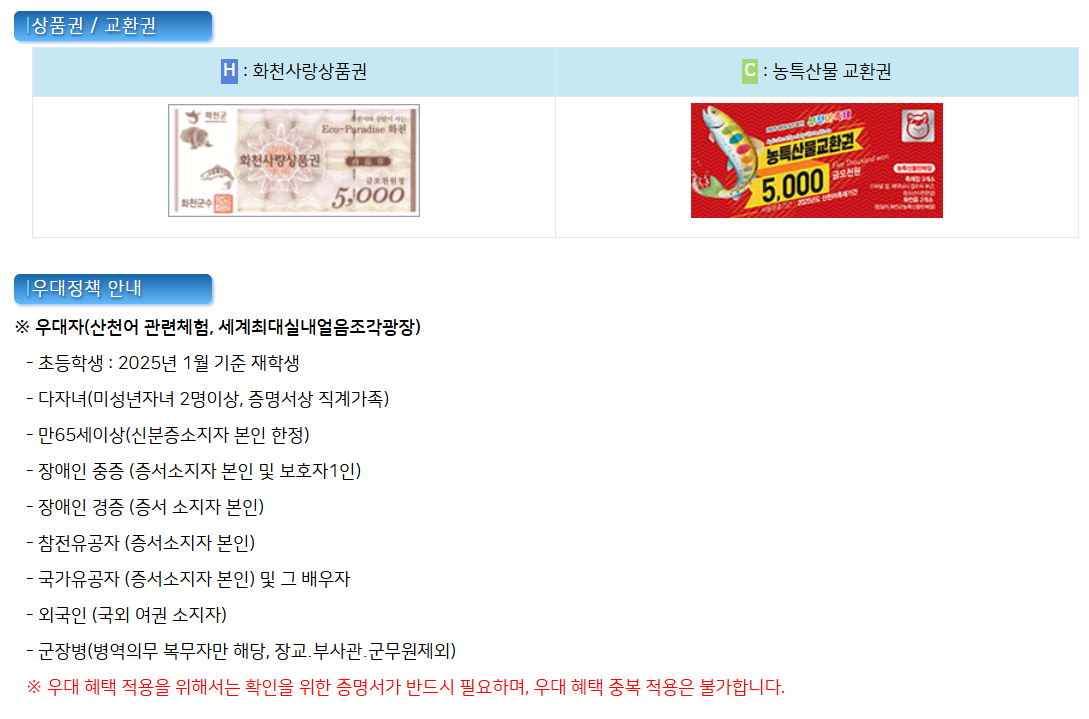 상품권 / 교환권
H : 화천사랑상품권
C : 농특산물 교환권
화천군
Eco-Paradise 화천
화천사랑상품권
상품권
금오천원정
5,000
화천군수
산천어축제
농특산물교환권
Five Thousand won
금오천원
5,000
우대정책 안내
※ 우대자(산천어 관련체험, 세계최대실내얼음조각광장)
- 초등학생 : 2025년 1월 기준 재학생
- 다자녀(미성년자녀 2명이상, 증명서상 직계가족)
- 만65세이상(신분증소지자 본인 한정)
- 장애인 중증 (증서소지자 본인 및 보호자1인)
- 장애인 경증 (증서 소지자 본인)
- 참전유공자 (증서소지자 본인)
- 국가유공자 (증서소지자 본인) 및 그 배우자
- 외국인 (국외 여권 소지자)
- 군장병(병역의무 복무자만 해당, 장교.부사관.군무원제외)
※ 우대 혜택 적용을 위해서는 확인을 위한 증명서가 반드시 필요하며, 우대 혜택 중복 적용은 불가합니다.